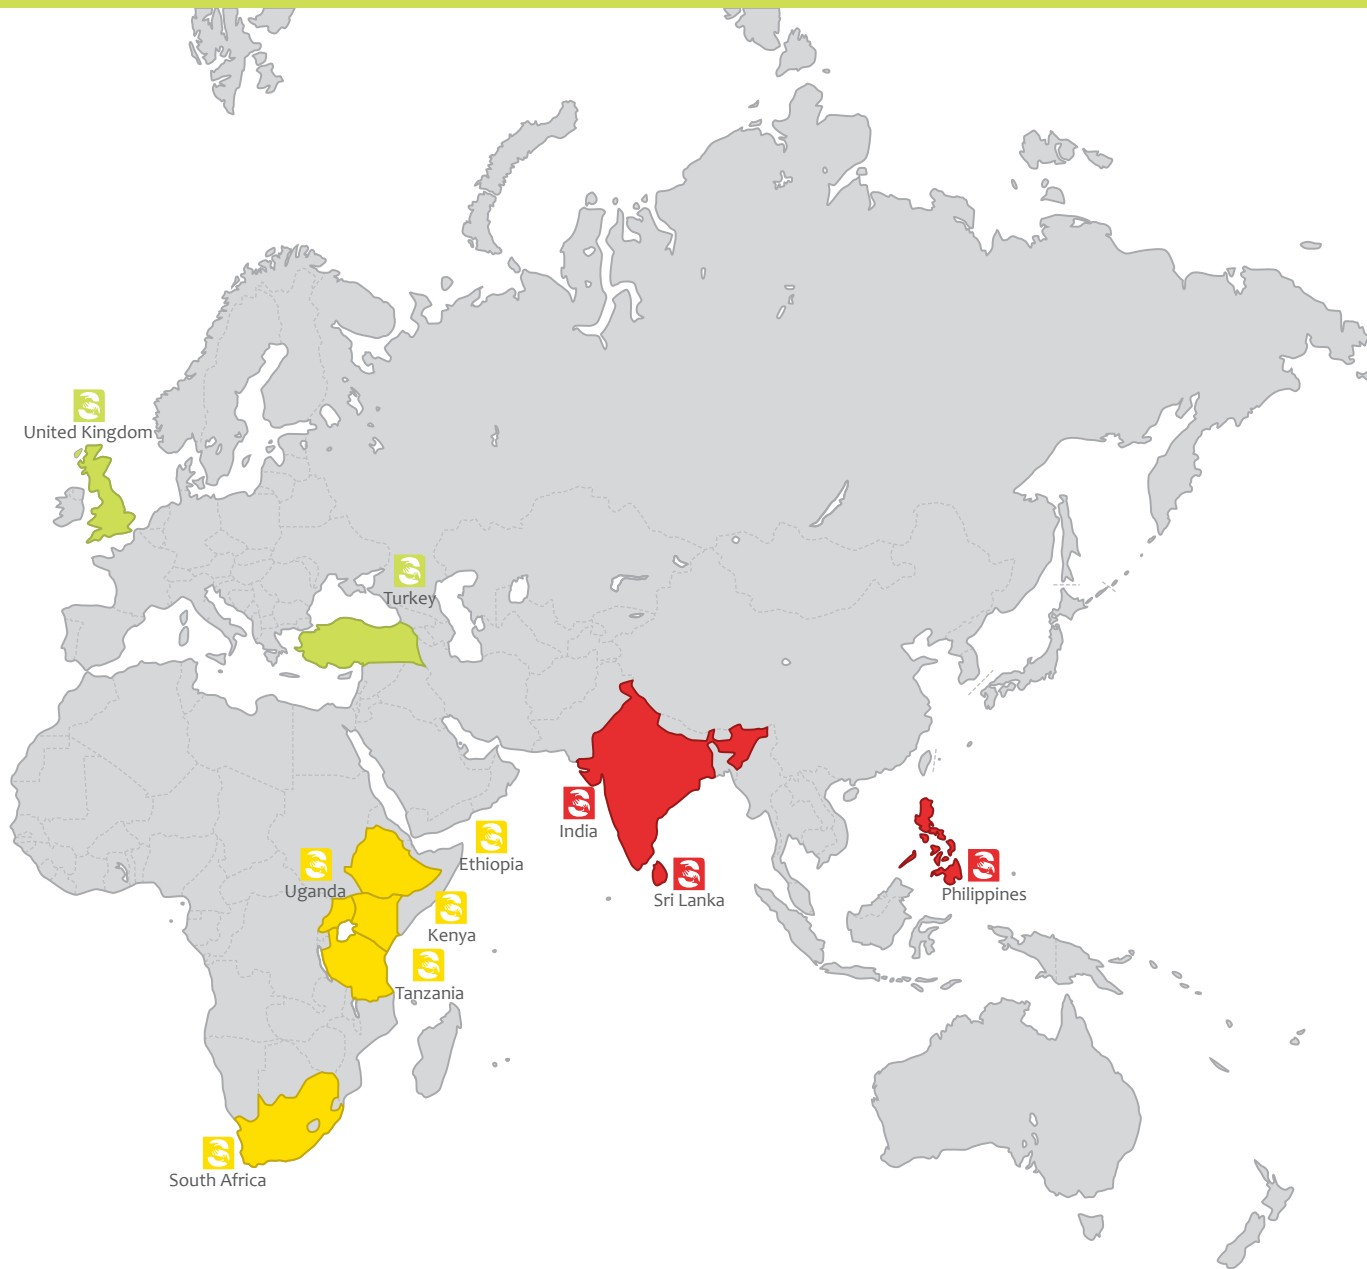 United Kingdom
Turkey
India
Ethiopia
Uganda
Sri Lanka
Philippines
Kenya
Tanzania
South Africa